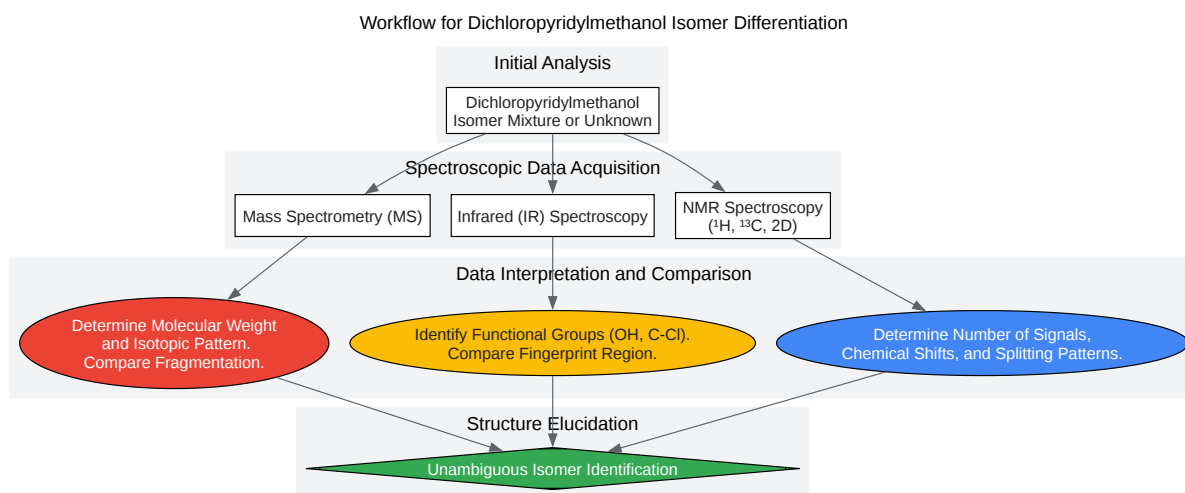 Workflow for Dichloropyridylmethanol Isomer Differentiation
Initial Analysis
Dichloropyridylmethanol
Isomer Mixture or Unknown
Spectroscopic Data Acquisition
Mass Spectrometry (MS)
Infrared (IR) Spectroscopy
NMR Spectroscopy
(¹H, ¹³C, 2D)
Data Interpretation and Comparison
Determine Molecular Weight
and Isotopic Pattern.
Compare Fragmentation.
Identify Functional Groups (OH, C-Cl).
Compare Fingerprint Region.
Determine Number of Signals,
Chemical Shifts, and Splitting Patterns.
Structure Elucidation
Unambiguous Isomer Identification